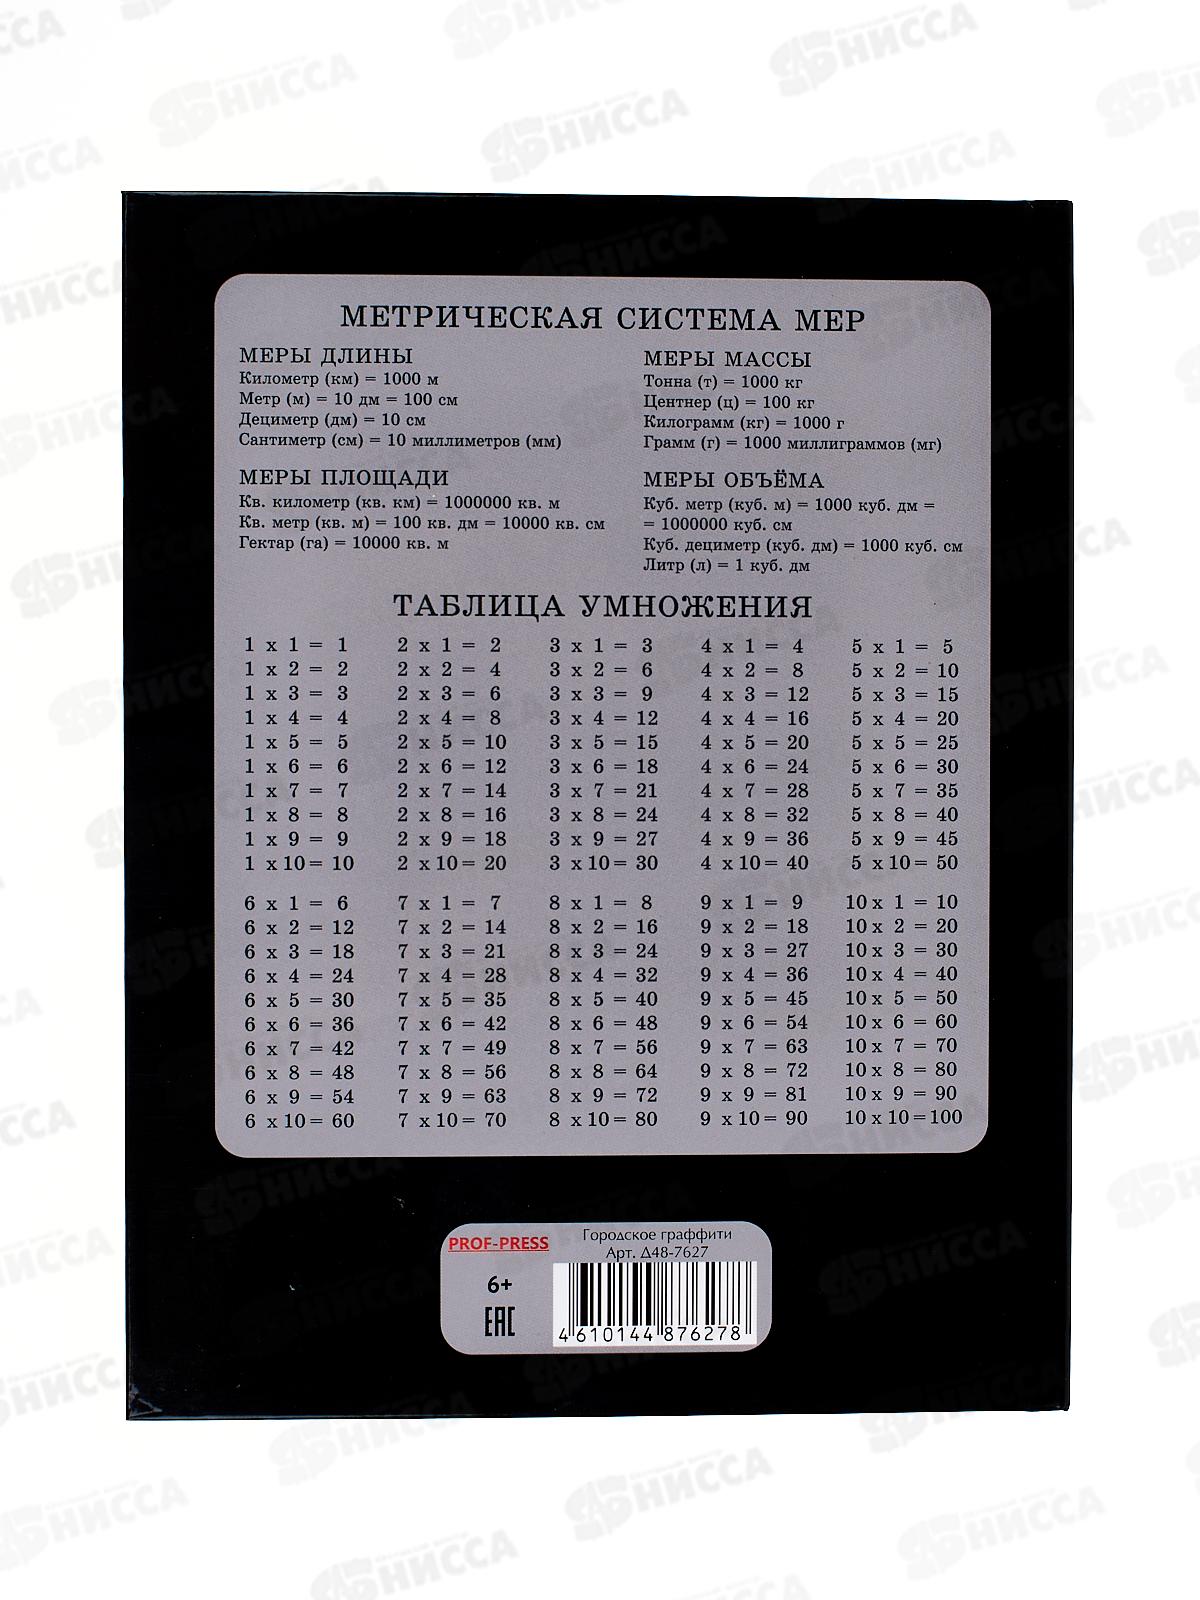 МЕТРИЧЕСКАЯ СИСТЕМА МЕР
МЕРЫ ДЛИНЫ
Километр (км) = 1000 м
Метр (м) = 10 дм = 100 см
Дециметр (дм) = 10 см
Сантиметр (см) = 10 миллиметров (мм)
МЕРЫ ПЛОЩАДИ
Кв. километр (кв. км) = 1000000 кв. м
Кв. метр (кв. м) = 100 кв. дм = 10000 кв. см
Гектар (га) = 10000 кв. м
МЕРЫ МАССЫ
Тонна (т) = 1000 кг
Центнер (ц) = 100 кг
Килограмм (кг) = 1000 г
Грамм (г) = 1000 миллиграммов (мг)
МЕРЫ ОБЪЁМА
Куб. метр (куб. м) = 1000 куб. дм =
= 1000000 куб. см
Куб. дециметр (куб. дм) = 1000 куб. см
Литр (л) = 1 куб. дм
ТАБЛИЦА УМНОЖЕНИЯ
1 x 1 = 1 2 x 1 = 2 3 x 1 = 3 4 x 1 = 4 5 x 1 = 5
1 x 2 = 2 2 x 2 = 4 3 x 2 = 6 4 x 2 = 8 5 x 2 = 10
1 x 3 = 3 2 x 3 = 6 3 x 3 = 9 4 x 3 = 12 5 x 3 = 15
1 x 4 = 4 2 x 4 = 8 3 x 4 = 12 4 x 4 = 16 5 x 4 = 20
1 x 5 = 5 2 x 5 = 10 3 x 5 = 15 4 x 5 = 20 5 x 5 = 25
1 x 6 = 6 2 x 6 = 12 3 x 6 = 18 4 x 6 = 24 5 x 6 = 30
1 x 7 = 7 2 x 7 = 14 3 x 7 = 21 4 x 7 = 28 5 x 7 = 35
1 x 8 = 8 2 x 8 = 16 3 x 8 = 24 4 x 8 = 32 5 x 8 = 40
1 x 9 = 9 2 x 9 = 18 3 x 9 = 27 4 x 9 = 36 5 x 9 = 45
1 x 10 = 10 2 x 10 = 20 3 x 10 = 30 4 x 10 = 40 5 x 10 = 50
6 x 1 = 6 7 x 1 = 7 8 x 1 = 8 9 x 1 = 9 10 x 1 = 10
6 x 2 = 12 7 x 2 = 14 8 x 2 = 16 9 x 2 = 18 10 x 2 = 20
6 x 3 = 18 7 x 3 = 21 8 x 3 = 24 9 x 3 = 27 10 x 3 = 30
6 x 4 = 24 7 x 4 = 28 8 x 4 = 32 9 x 4 = 36 10 x 4 = 40
6 x 5 = 30 7 x 5 = 35 8 x 5 = 40 9 x 5 = 45 10 x 5 = 50
6 x 6 = 36 7 x 6 = 42 8 x 6 = 48 9 x 6 = 54 10 x 6 = 60
6 x 7 = 42 7 x 7 = 49 8 x 7 = 56 9 x 7 = 63 10 x 7 = 70
6 x 8 = 48 7 x 8 = 56 8 x 8 = 64 9 x 8 = 72 10 x 8 = 80
6 x 9 = 54 7 x 9 = 63 8 x 9 = 72 9 x 9 = 81 10 x 9 = 90
6 x 10 = 60 7 x 10 = 70 8 x 10 = 80 9 x 10 = 90 10 x 10 = 100
PROF-PRESS
6+
EAC
Городское граффити
Арт. Д48-7627
4 610144 876278